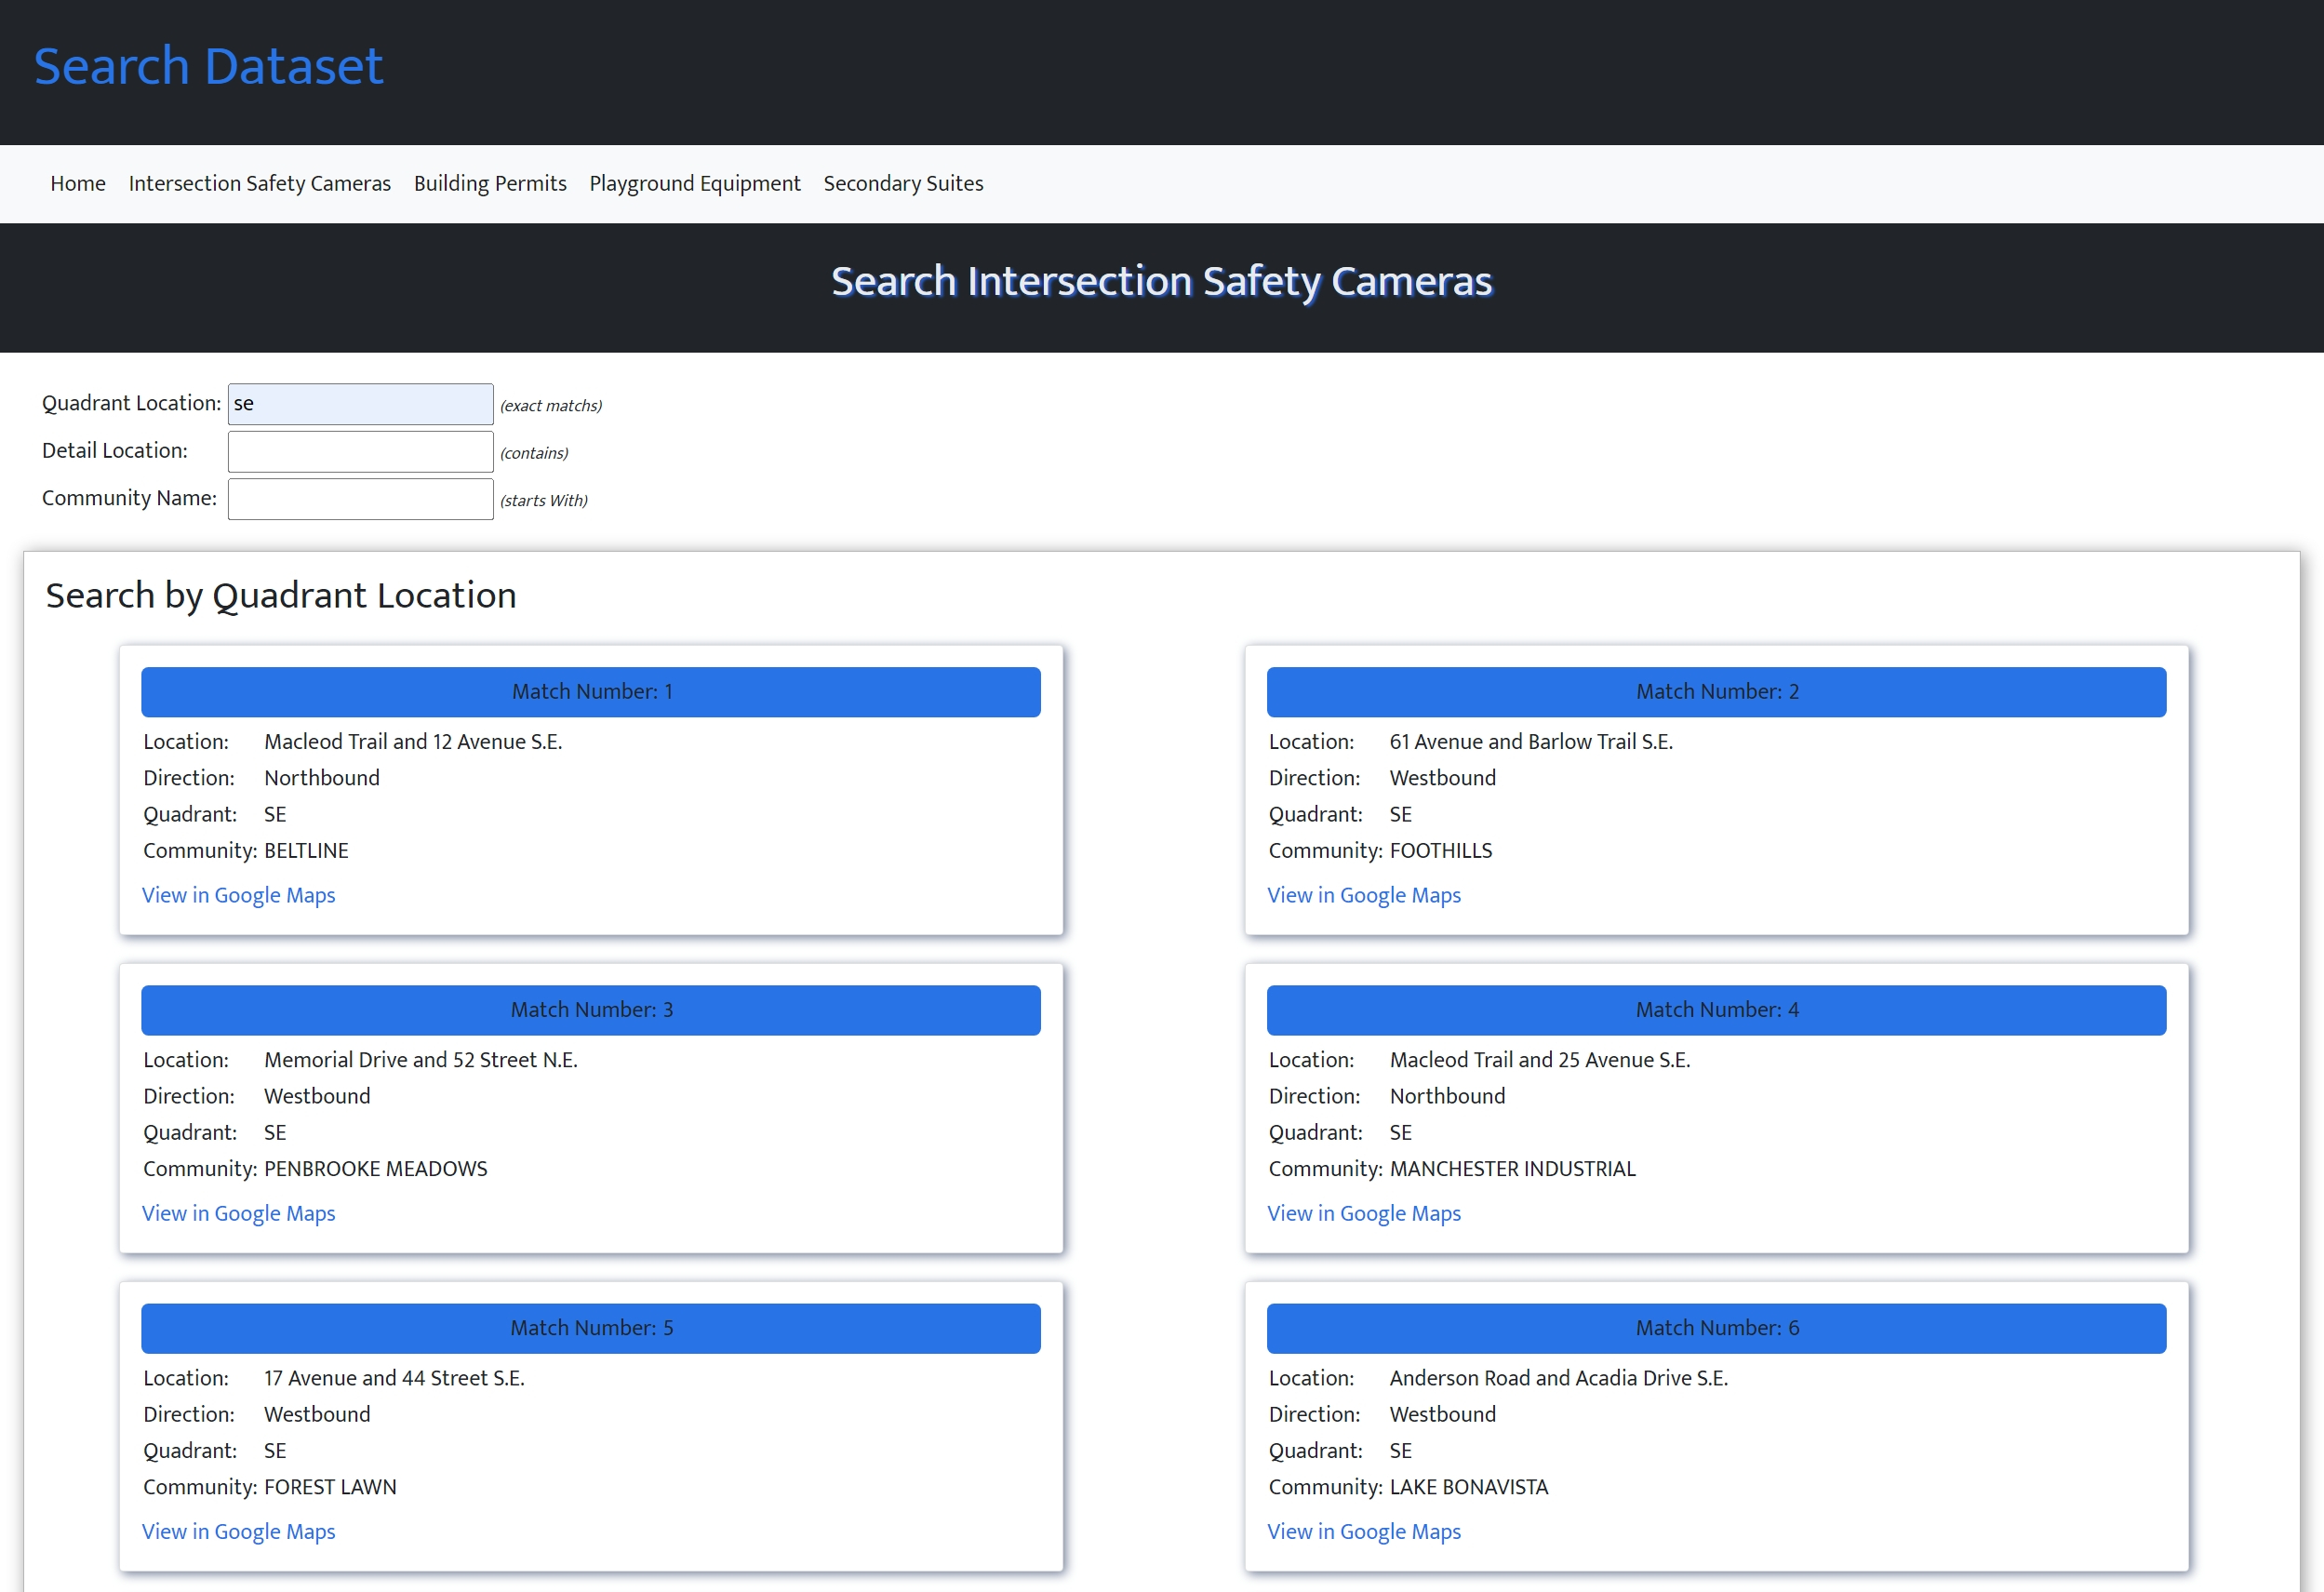 Search Dataset
Home Intersection Safety Cameras Building Permits Playground Equipment Secondary Suites
Search Intersection Safety Cameras
Quadrant Location: se (exact matchs)
Detail Location: (contains)
Community Name: (starts With)
Search by Quadrant Location
Match Number: 1
Location: Macleod Trail and 12 Avenue S.E.
Direction: Northbound
Quadrant: SE
Community: BELTLINE
View in Google Maps
Match Number: 2
Location: 61 Avenue and Barlow Trail S.E.
Direction: Westbound
Quadrant: SE
Community: FOOTHILLS
View in Google Maps
Match Number: 3
Location: Memorial Drive and 52 Street N.E.
Direction: Westbound
Quadrant: SE
Community: PENBROOKE MEADOWS
View in Google Maps
Match Number: 4
Location: Macleod Trail and 25 Avenue S.E.
Direction: Northbound
Quadrant: SE
Community: MANCHESTER INDUSTRIAL
View in Google Maps
Match Number: 5
Location: 17 Avenue and 44 Street S.E.
Direction: Westbound
Quadrant: SE
Community: FOREST LAWN
View in Google Maps
Match Number: 6
Location: Anderson Road and Acadia Drive S.E.
Direction: Westbound
Quadrant: SE
Community: LAKE BONAVISTA
View in Google Maps